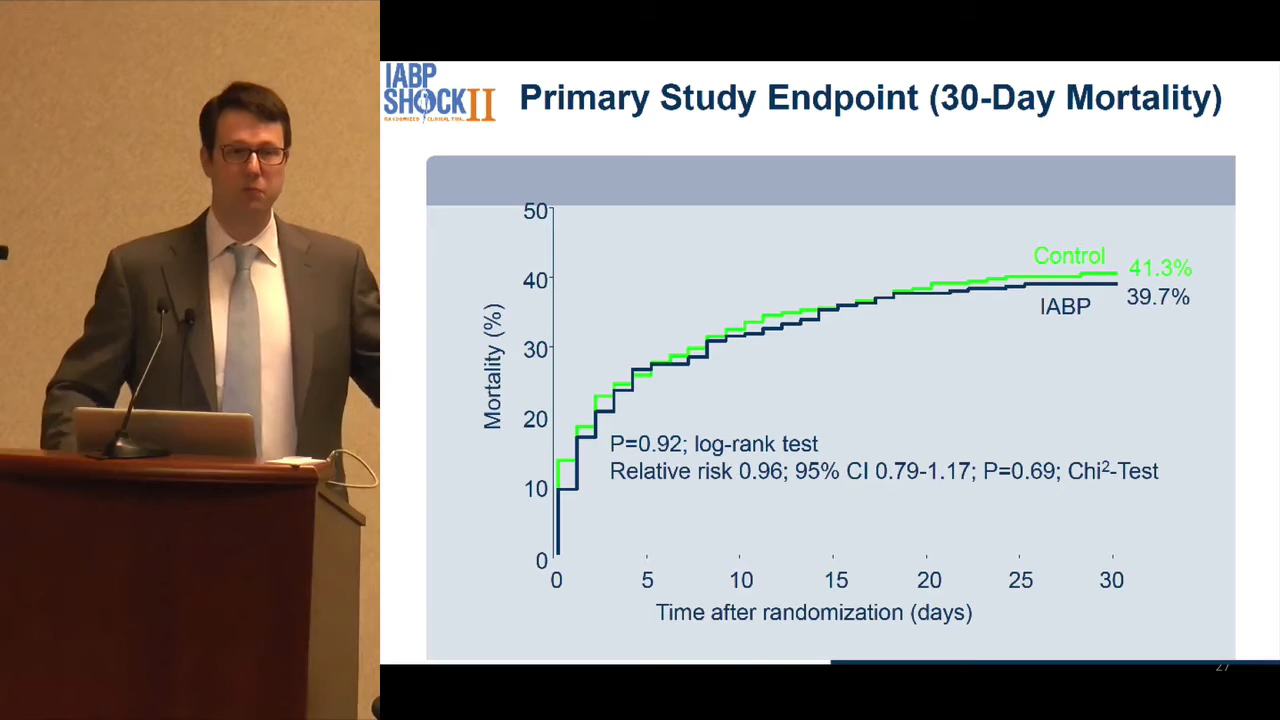 IABP
SHOCK II
RANDOMIZED CLINICAL TRIAL
Primary Study Endpoint (30-Day Mortality)
50
40
30
20
10
0
Mortality (%)
Control
41.3%
IABP
39.7%
P=0.92; log-rank test
Relative risk 0.96; 95% CI 0.79-1.17; P=0.69; Chi²-Test
0 5 10 15 20 25 30
Time after randomization (days)
27